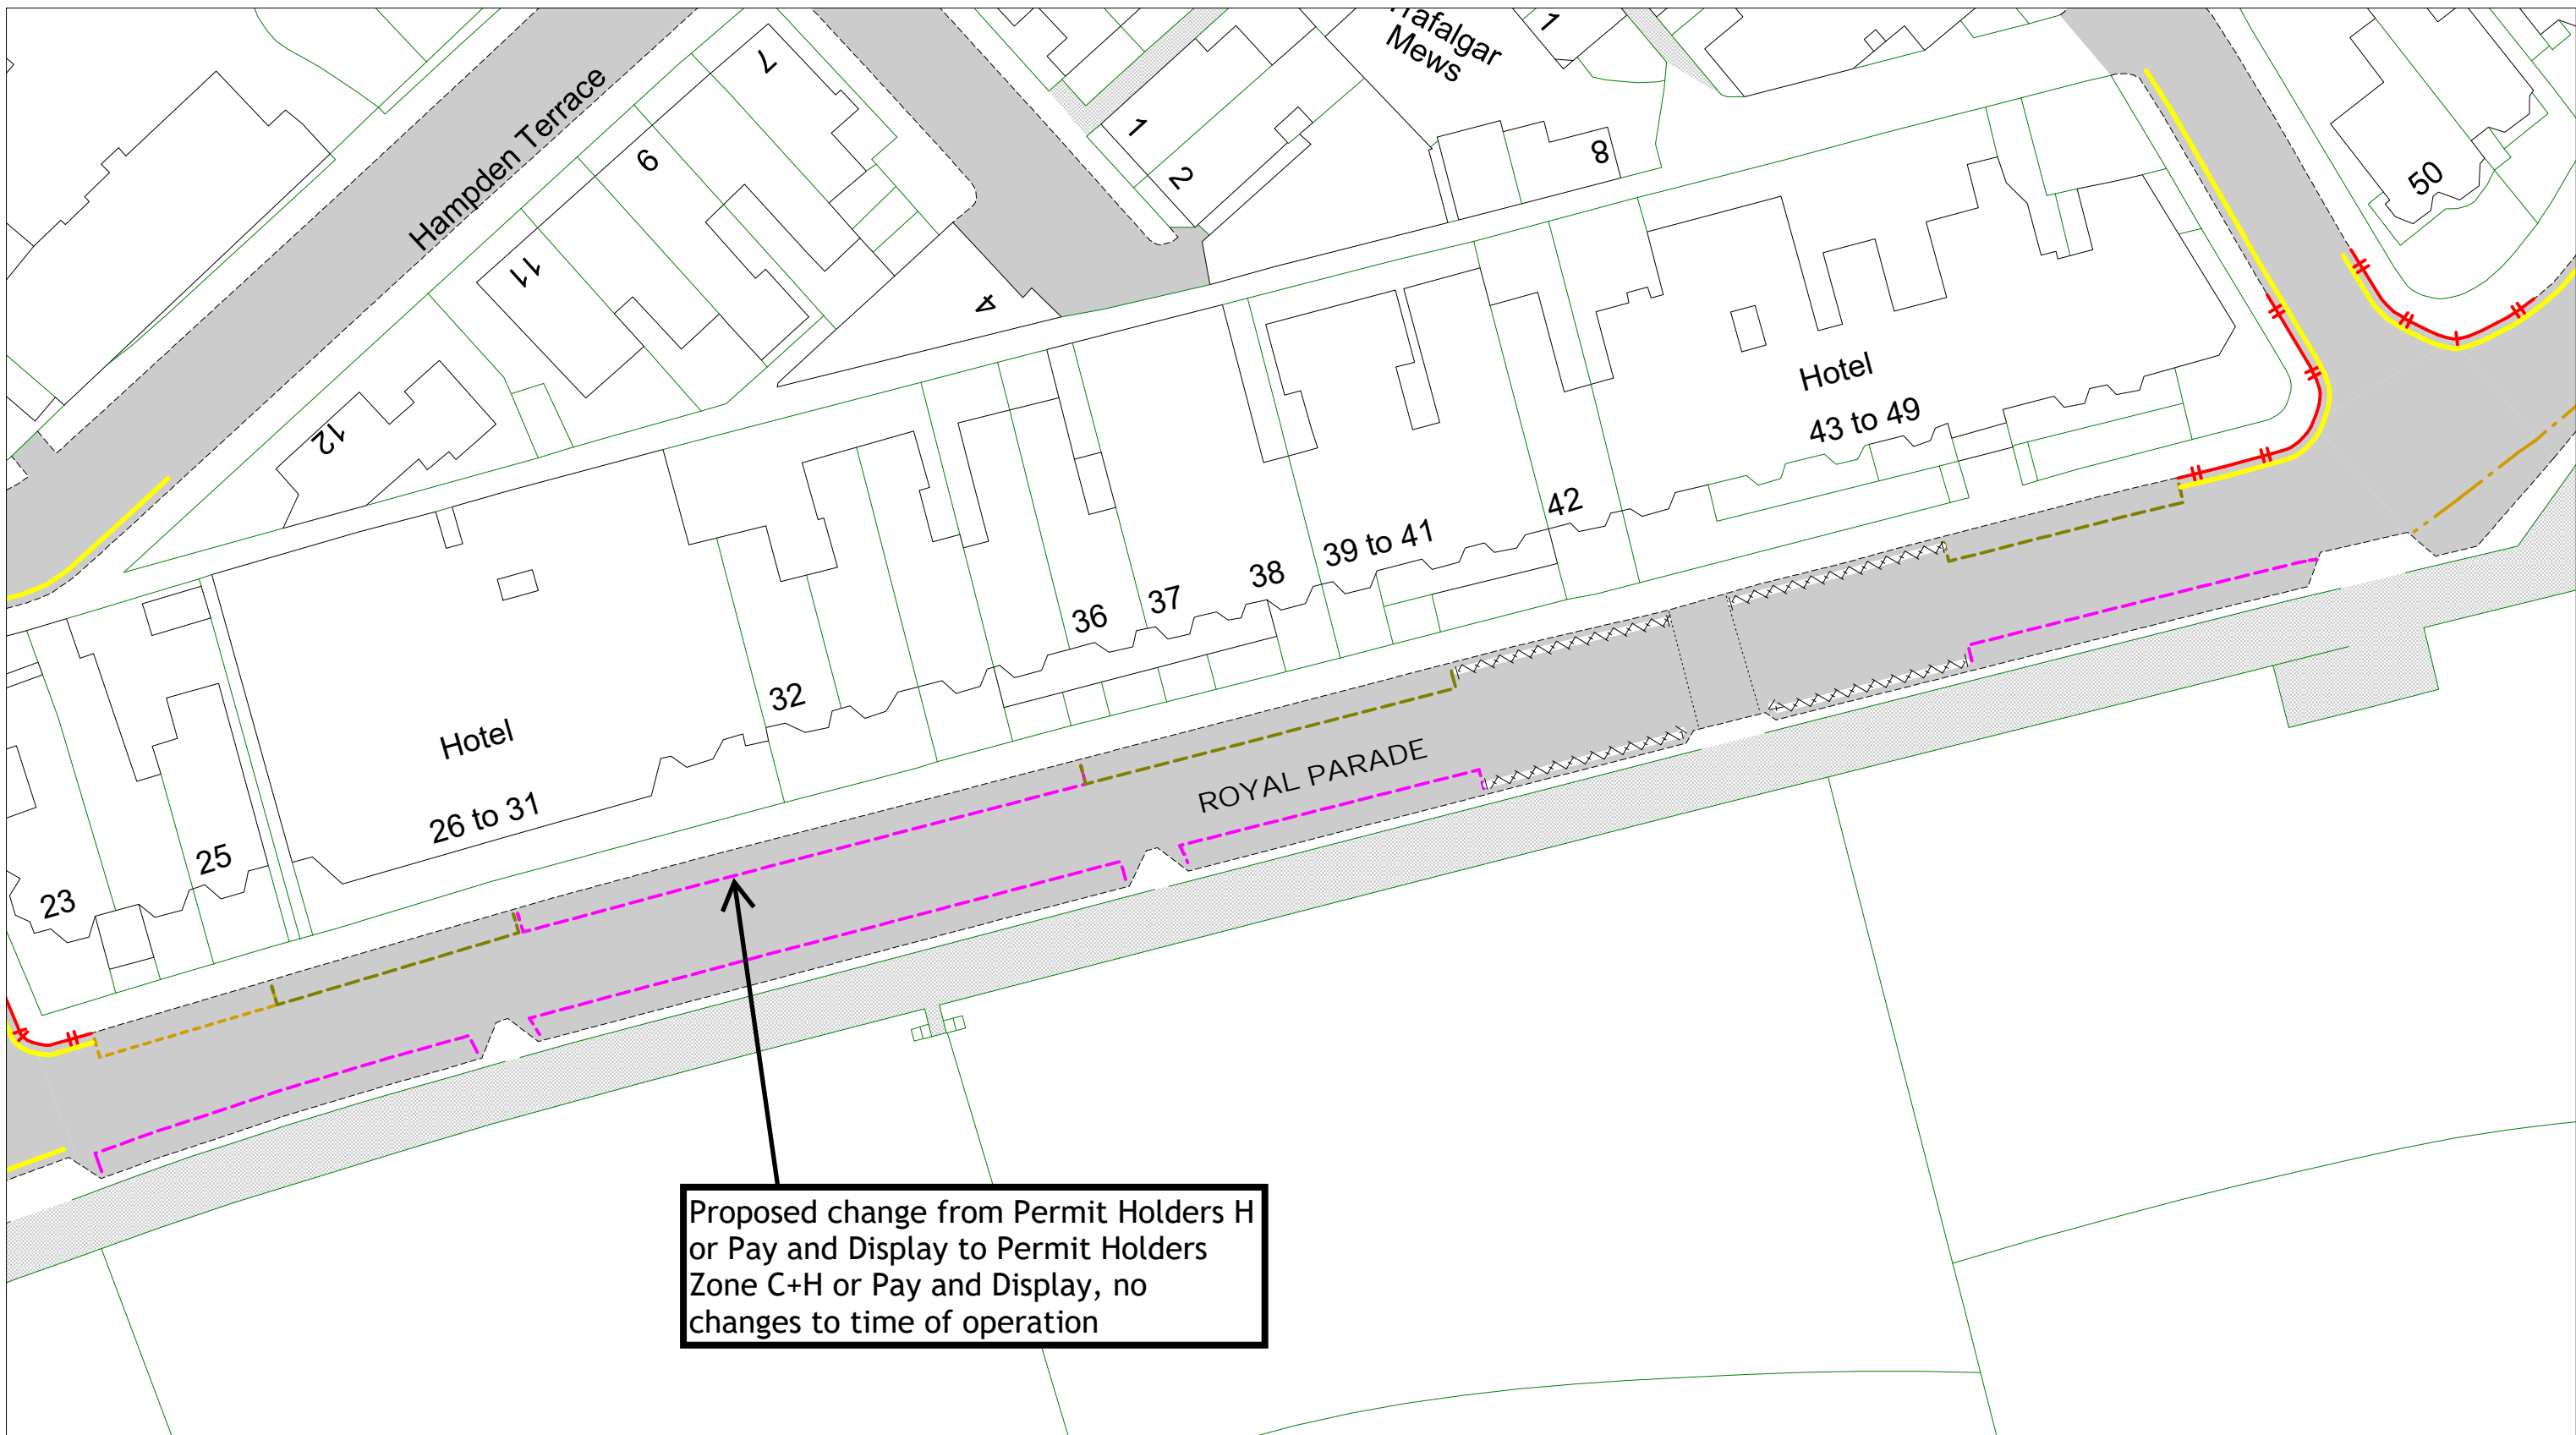 Trafalgar
Mews
Hampden Terrace
7
9
11
12
4
1
2
1
8
50
Hotel
43 to 49
42
39 to 41
38
37
36
32
Hotel
26 to 31
25
23
ROYAL PARADE
Proposed change from Permit Holders H
or Pay and Display to Permit Holders
Zone C+H or Pay and Display, no
changes to time of operation